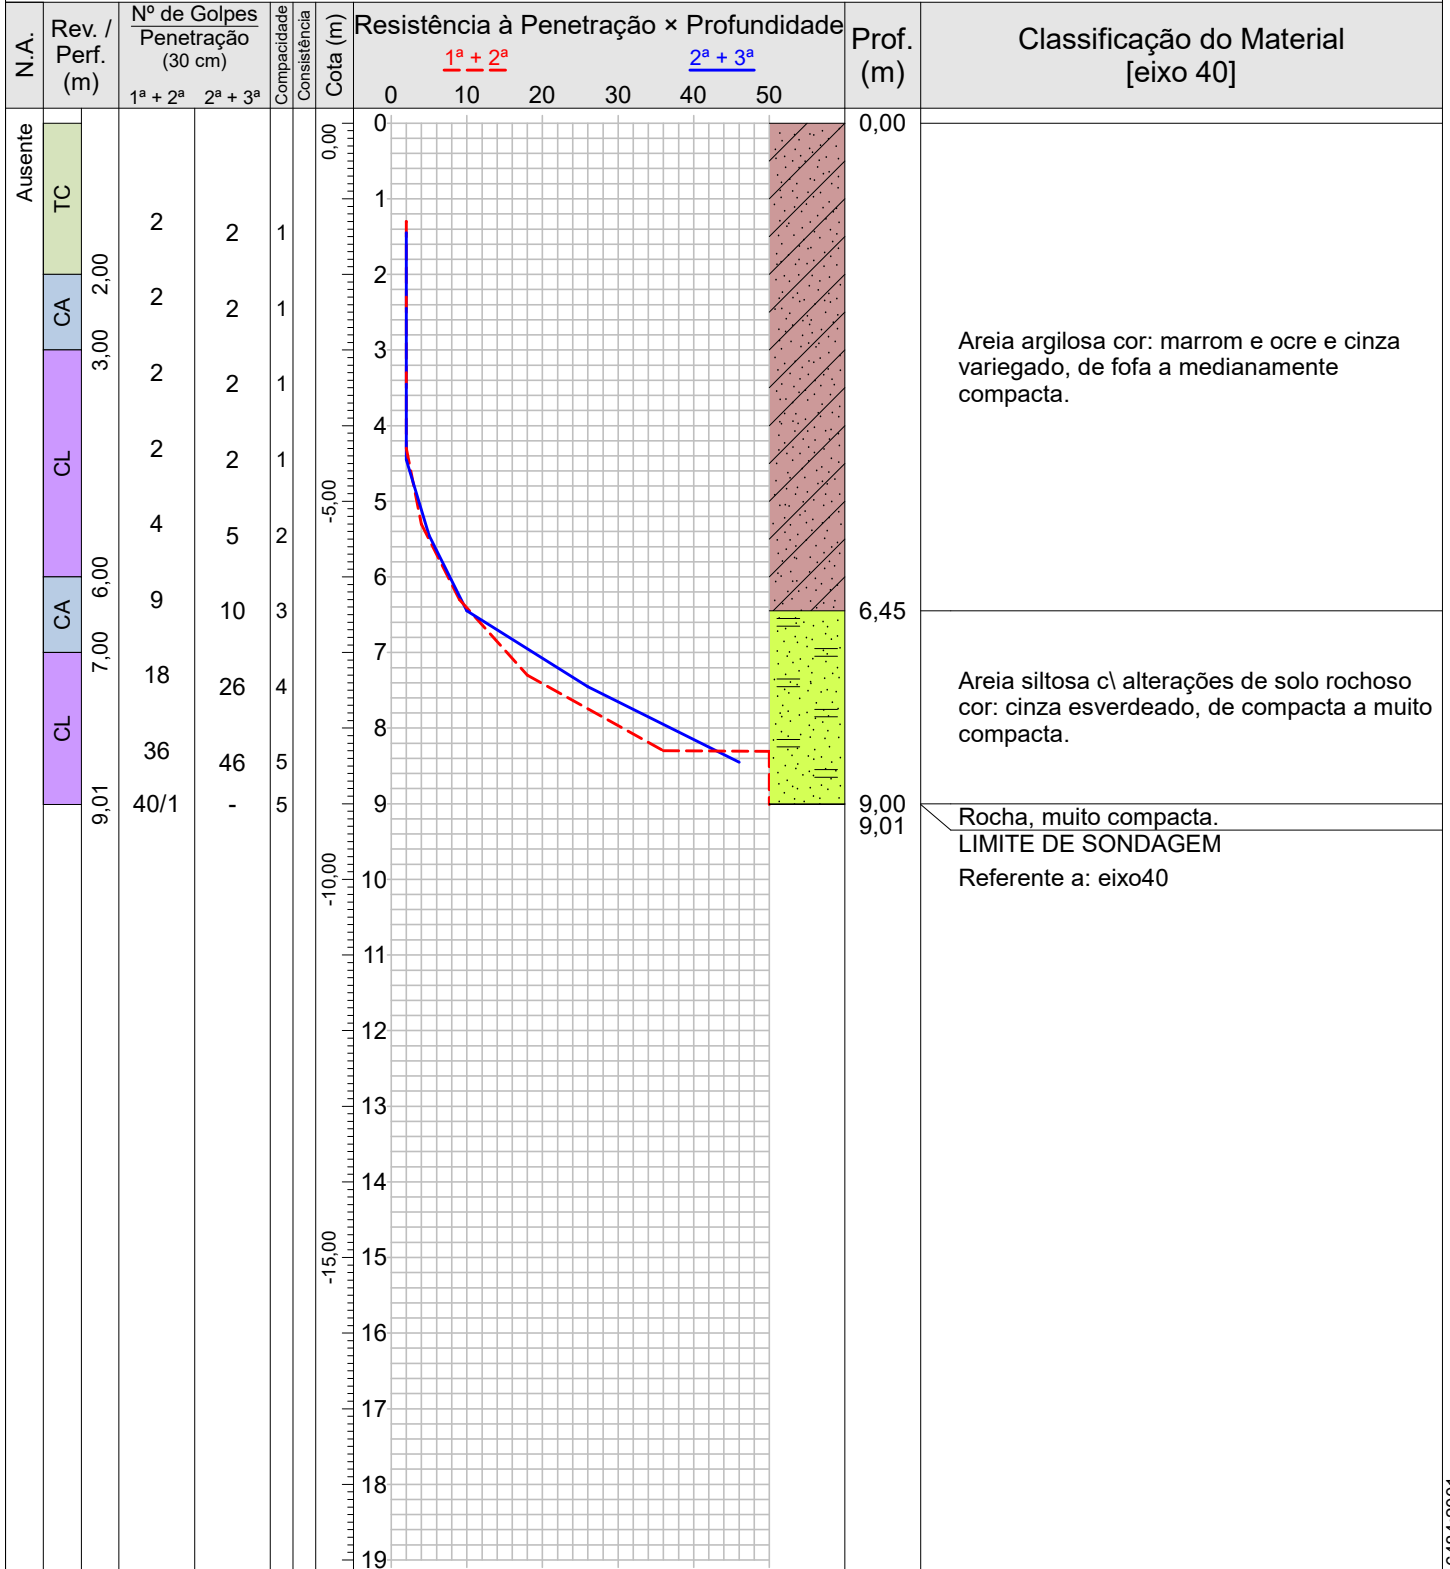 N.A.
Rev. /
Perf.
(m)
Nº de Golpes
Penetração
(30 cm)
1ª + 2ª 2ª + 3ª
Compacidade
Consistência
Cota (m)
Resistência à Penetração × Profundidade
1ª + 2ª 2ª + 3ª
0 10 20 30 40 50
Prof.
(m)
Classificação do Material
[eixo 40]
Ausente
TC
2,00
CA
3,00
CL
6,00
CA
7,00
CL
9,01
2 2 1
2 2 1
2 2 1
2 2 1
4 5 2
9 10 3
18 26 4
36 46 5
40/1 - 5
0,00
-5,00
-10,00
-15,00
0
1
2
3
4
5
6
7
8
9
10
11
12
13
14
15
16
17
18
19
0,00
6,45
9,00
9,01
Areia argilosa cor: marrom e ocre e cinza
variegado, de fofa a medianamente
compacta.
Areia siltosa c\ alterações de solo rochoso
cor: cinza esverdeado, de compacta a muito
compacta.
Rocha, muito compacta.
LIMITE DE SONDAGEM
Referente a: eixo40